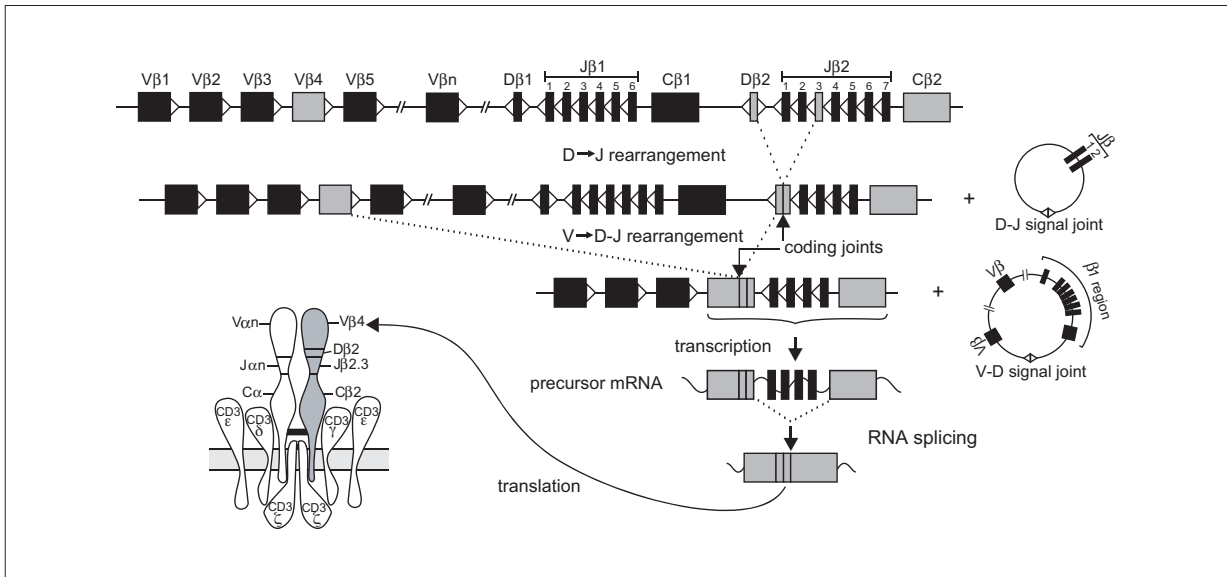 Jβ1
Jβ2
Vβ1 Vβ2 Vβ3 Vβ4 Vβ5 Vβn Dβ1 Cβ1 Dβ2 Cβ2
1 2 3 4 5 6
1 2 3 4 5 6 7
D→J rearrangement
Jβ
1 2
+
D-J signal joint
V→D-J rearrangement
coding joints
+
Vβ
β1 region
Vβ
V-D signal joint
transcription
precursor mRNA
RNA splicing
translation
Vαn
Vβ4
Dβ2
Jαn
Jβ2.3
Cα
Cβ2
CD3 ε
CD3 δ
CD3 γ
CD3 ε
CD3 ζ
CD3 ζ